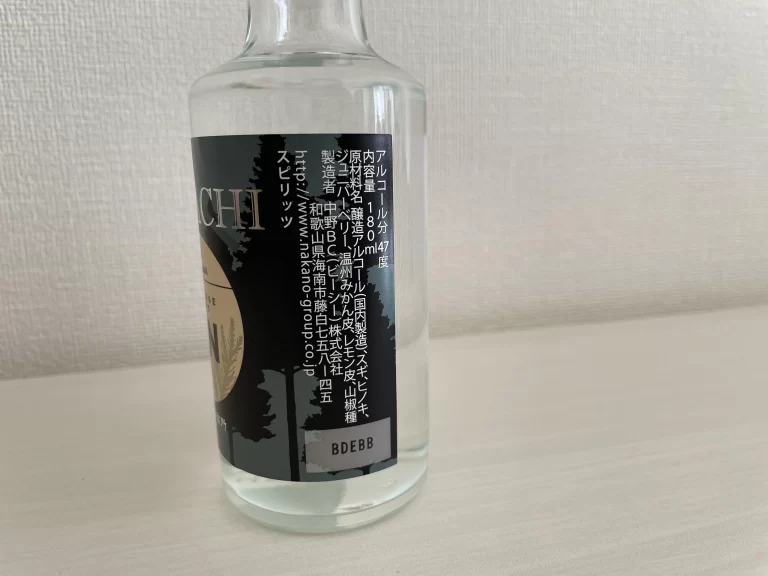 アルコール分47度
内容量 180ml
原材料名 醸造アルコール(国内製造)、スギ、ヒノキ、
ジュニパーベリー、温州みかん皮、レモン皮、山椒種
製造者 中野BC(ビーシー)株式会社
和歌山県海南市藤白七五八ー四五
http://www.nakano-group.co.jp
スピリッツ
ACHI
N
BDEBB